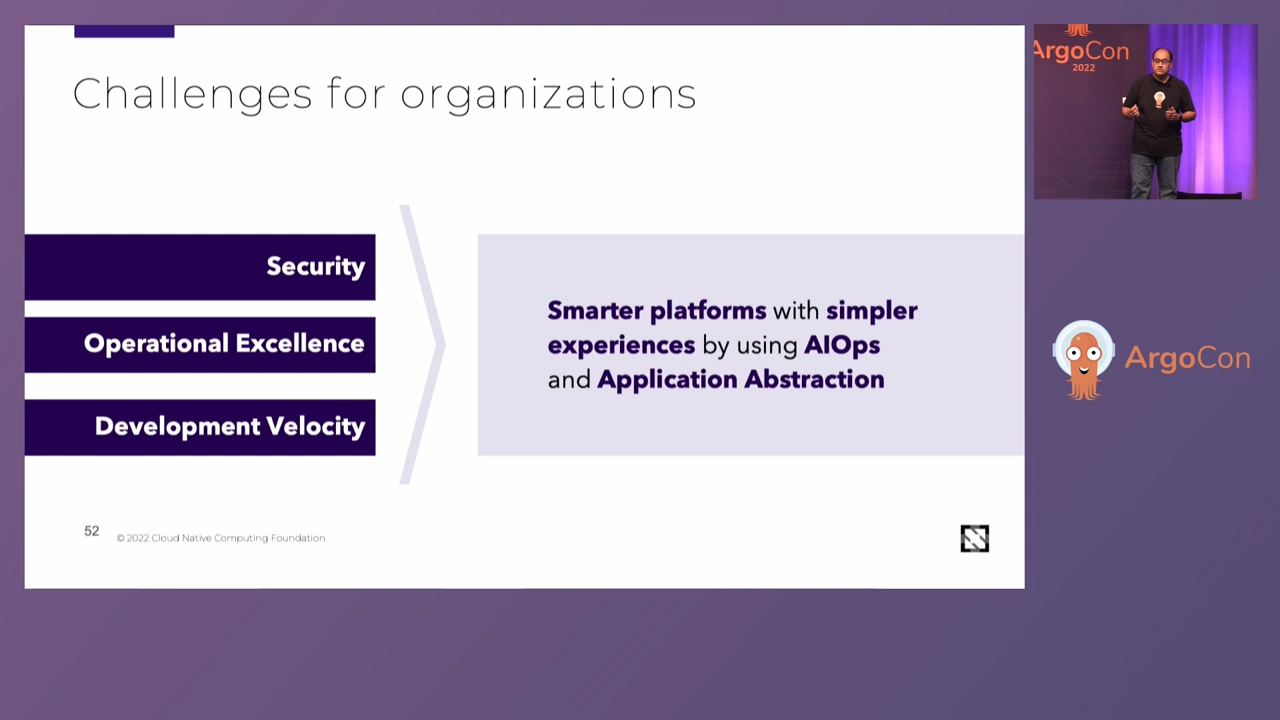 Challenges for organizations
Security
Operational Excellence
Development Velocity
Smarter platforms with simpler
experiences by using AIOps
and Application Abstraction
52
© 2022 Cloud Native Computing Foundation
ArgoCon
2022
ArgoCon